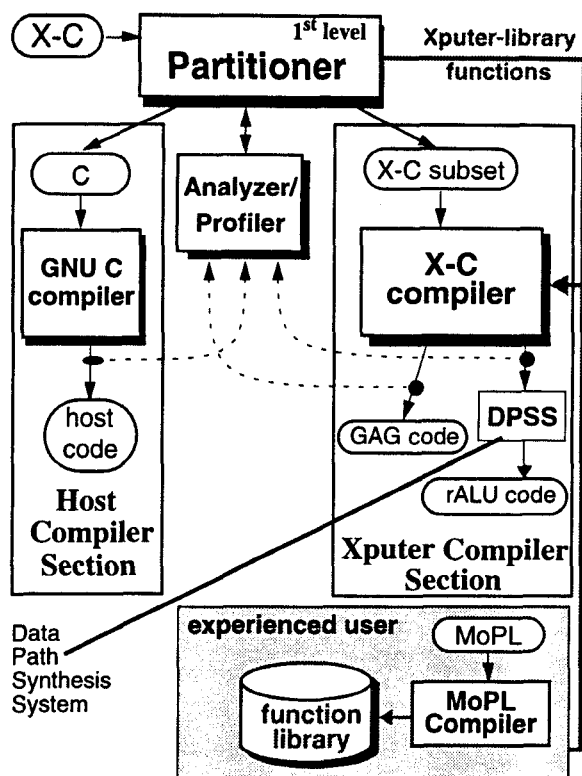 X-C
1st level
Partitioner
Xputer-library
functions
C
Analyzer/
Profiler
X-C subset
GNU C
compiler
X-C
compiler
host
code
GAG code
DPSS
rALU code
Host
Compiler
Section
Xputer Compiler
Section
Data
Path
Synthesis
System
experienced user
MoPL
function
library
MoPL
Compiler